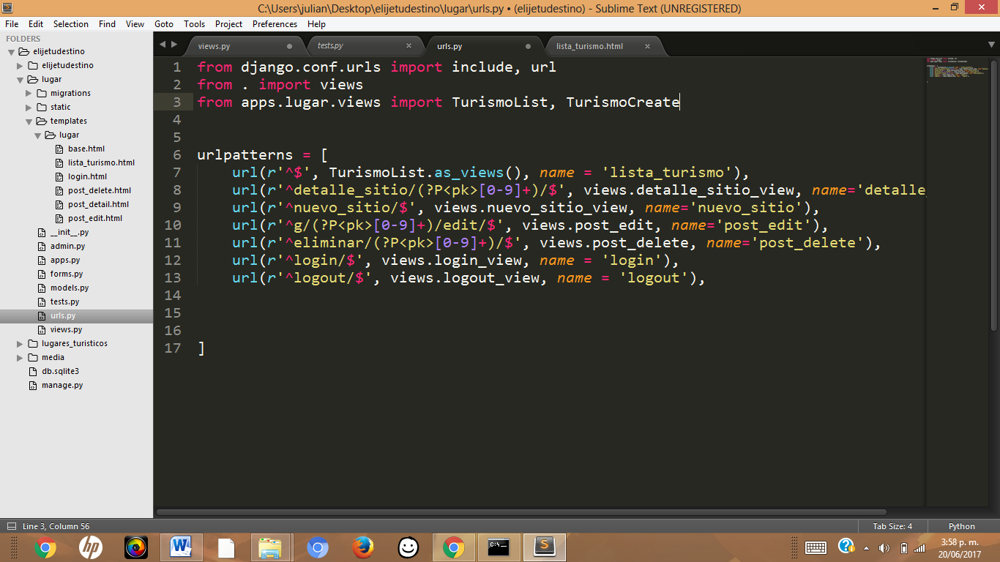 C:\Users\julian\Desktop\elijetudestino\lugar\urls.py • (elijetudestino) - Sublime Text (UNREGISTERED)
File Edit Selection Find View Goto Tools Project Preferences Help
FOLDERS
elijetudestino
elijetudestino
lugar
migrations
static
templates
lugar
base.html
lista_turismo.html
login.html
post_delete.html
post_detail.html
post_edit.html
__init__.py
admin.py
apps.py
forms.py
models.py
tests.py
urls.py
views.py
lugares_turisticos
media
db.sqlite3
manage.py
views.py tests.py urls.py lista_turismo.html
1 from django.conf.urls import include, url
2 from . import views
3 from apps.lugar.views import TurismoList, TurismoCreate
4
5
6 urlpatterns = [
7 url(r'^$', TurismoList.as_views(), name = 'lista_turismo'),
8 url(r'^detalle_sitio/(?P<pk>[0-9]+)/$', views.detalle_sitio_view, name='detalle_
9 url(r'^nuevo_sitio/$', views.nuevo_sitio_view, name='nuevo_sitio'),
10 url(r'^g/(?P<pk>[0-9]+)/edit/$', views.post_edit, name='post_edit'),
11 url(r'^eliminar/(?P<pk>[0-9]+)/$', views.post_delete, name='post_delete'),
12 url(r'^login/$', views.login_view, name = 'login'),
13 url(r'^logout/$', views.logout_view, name = 'logout'),
14
15
16
17 ]
Line 3, Column 56 Tab Size: 4 Python
3:58 p. m.
20/06/2017